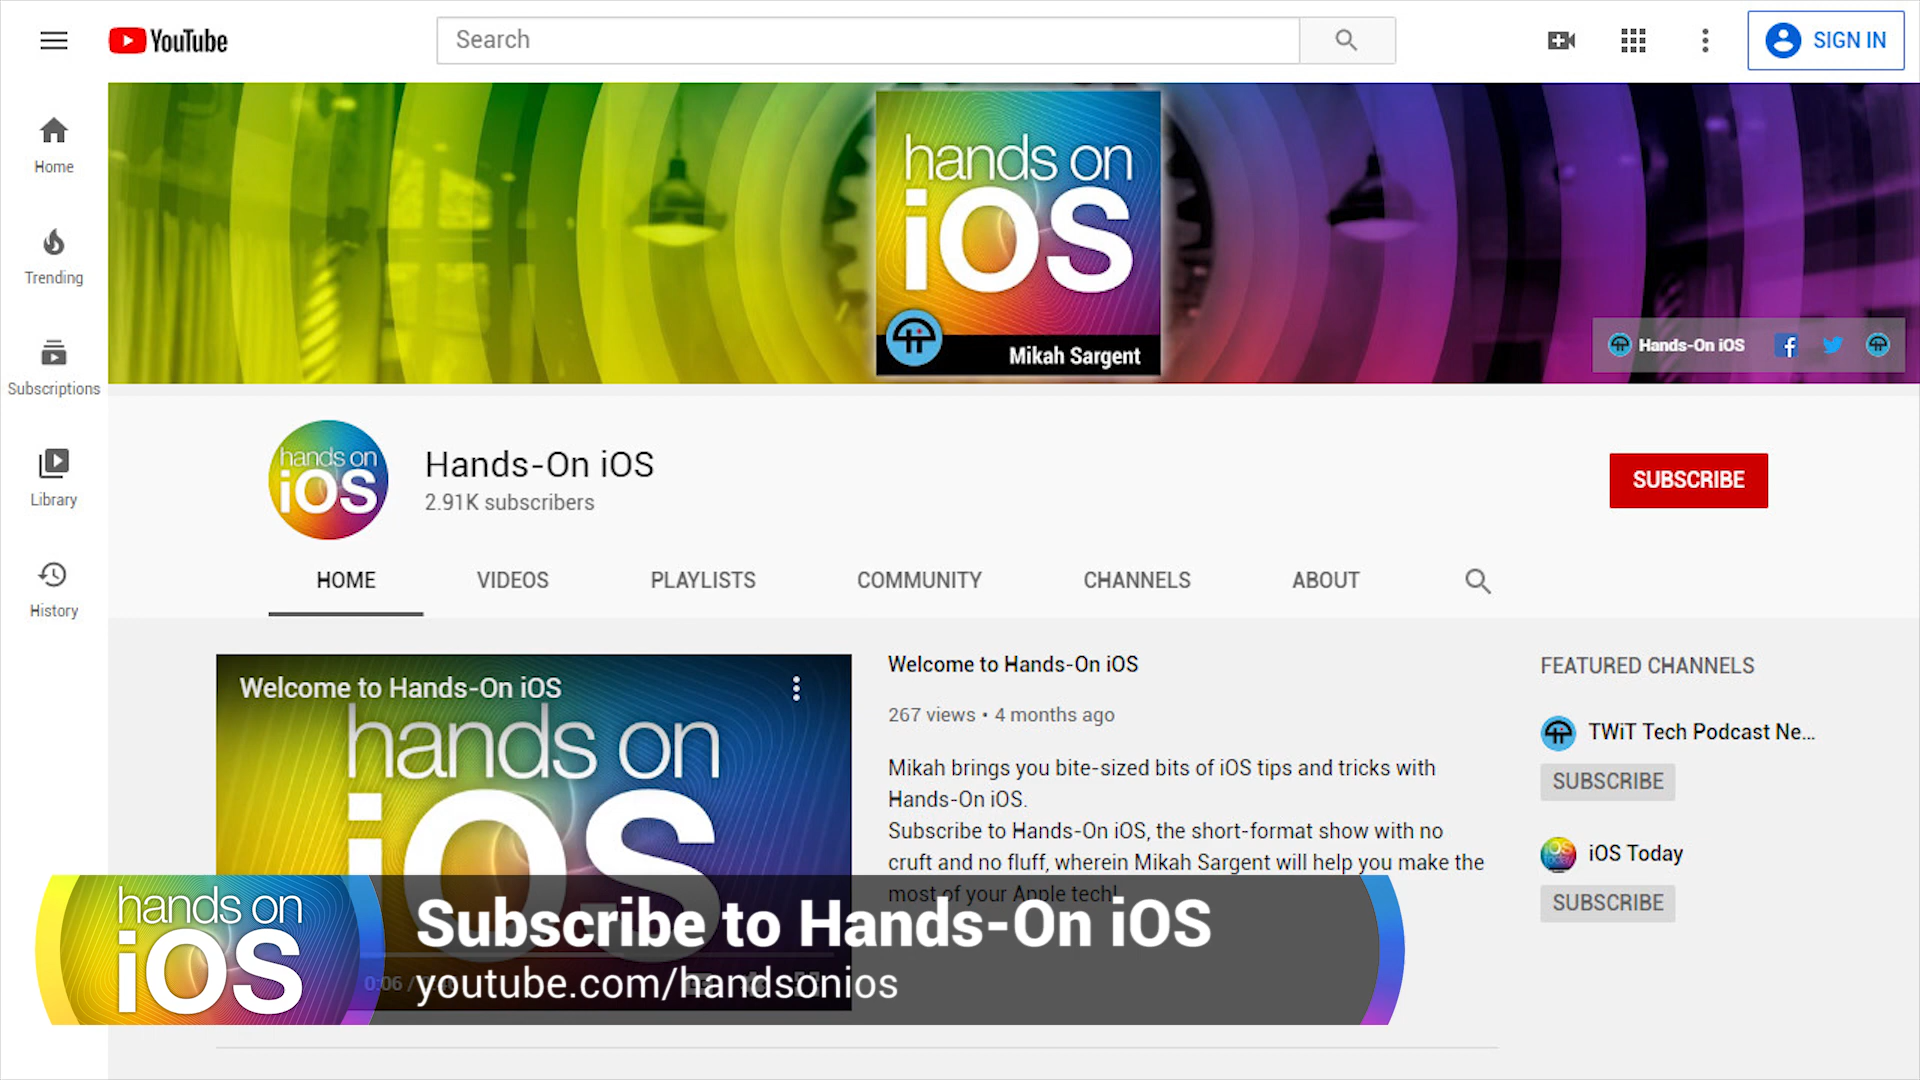 YouTube
Search
SIGN IN
Home
Trending
Subscriptions
Library
History
hands on
iOS
Mikah Sargent
Hands-On iOS
hands on
iOS
Hands-On iOS
2.91K subscribers
SUBSCRIBE
HOME
VIDEOS
PLAYLISTS
COMMUNITY
CHANNELS
ABOUT
Welcome to Hands-On iOS
hands on
iOS
Welcome to Hands-On iOS
267 views • 4 months ago
Mikah brings you bite-sized bits of iOS tips and tricks with
Hands-On iOS.
Subscribe to Hands-On iOS, the short-format show with no
cruft and no fluff, wherein Mikah Sargent will help you make the
most of your Apple tech!
FEATURED CHANNELS
TWiT Tech Podcast Ne...
SUBSCRIBE
iOS Today
SUBSCRIBE
hands on
iOS
Subscribe to Hands-On iOS
youtube.com/handsonios
0:06 /